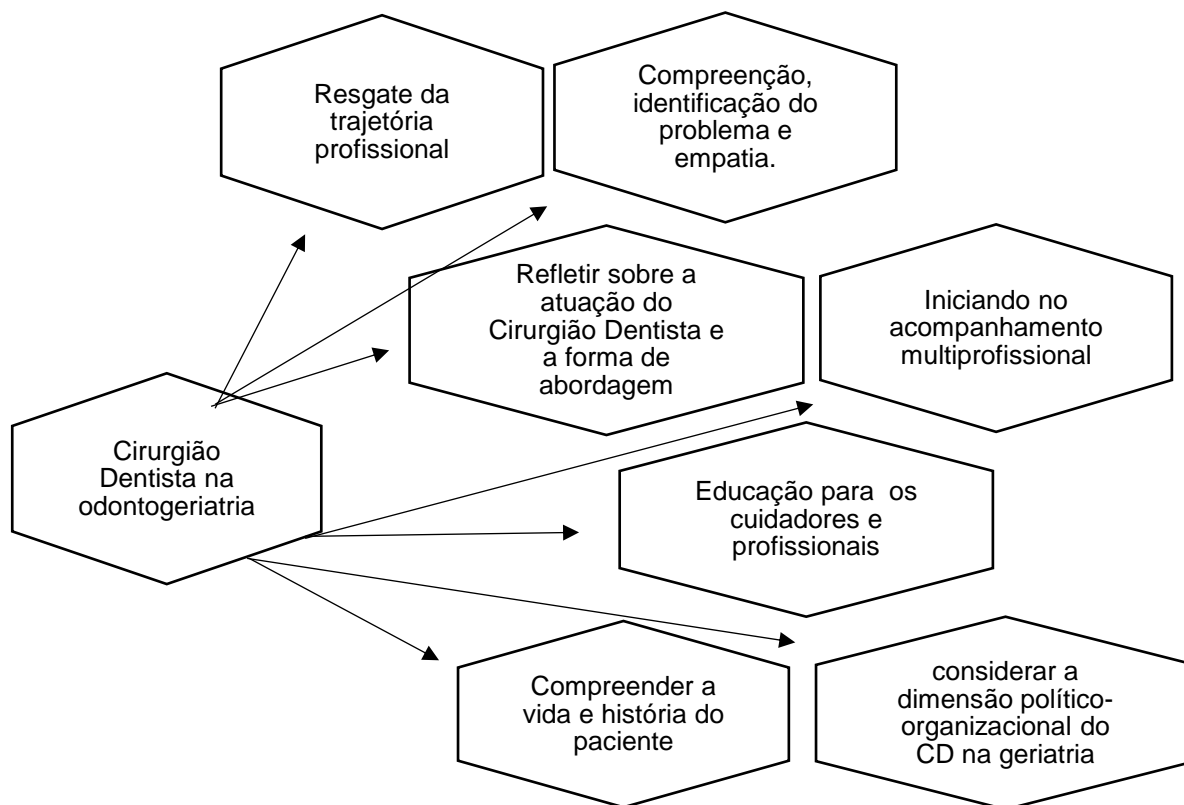 Resgate da
trajetória
profissional
Compreenção,
identificação do
problema e
empatia.
Refletir sobre a
atuação do
Cirurgião Dentista e
a forma de
abordagem
Iniciando no
acompanhamento
multiprofissional
Cirurgião
Dentista na
odontogeriatria
Educação para  os
cuidadores e
profissionais
Compreender a
vida e história do
paciente
considerar a
dimensão político-
organizacional do
CD na geriatria